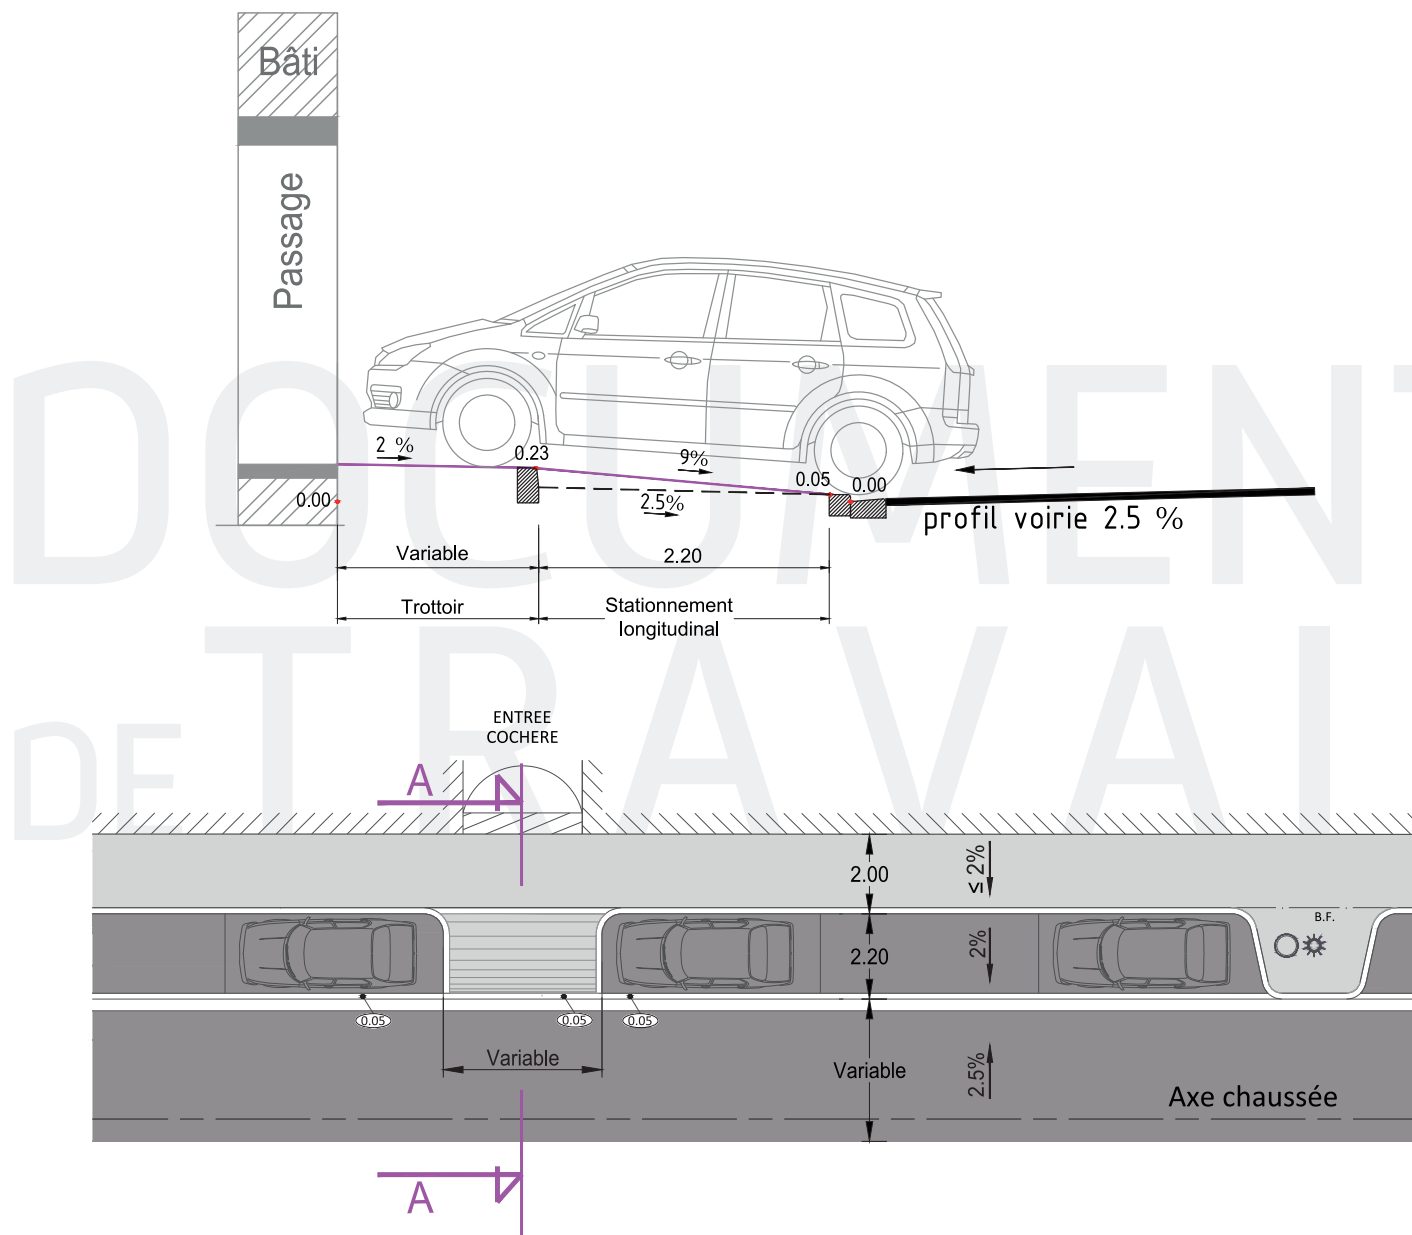 Bâti
Passage
DOCUMENT
DE TRAVAIL
2 %
0.23
9%
0.05
0.00
0.00
2.5%
profil voirie 2.5 %
Variable
2.20
Trottoir
Stationnement
longitudinal
ENTREE
COCHERE
A
2.00
≤ 2%
B.F.
2.20
2%
0.05
0.05
0.05
Variable
Variable
2.5%
Axe chaussée
A